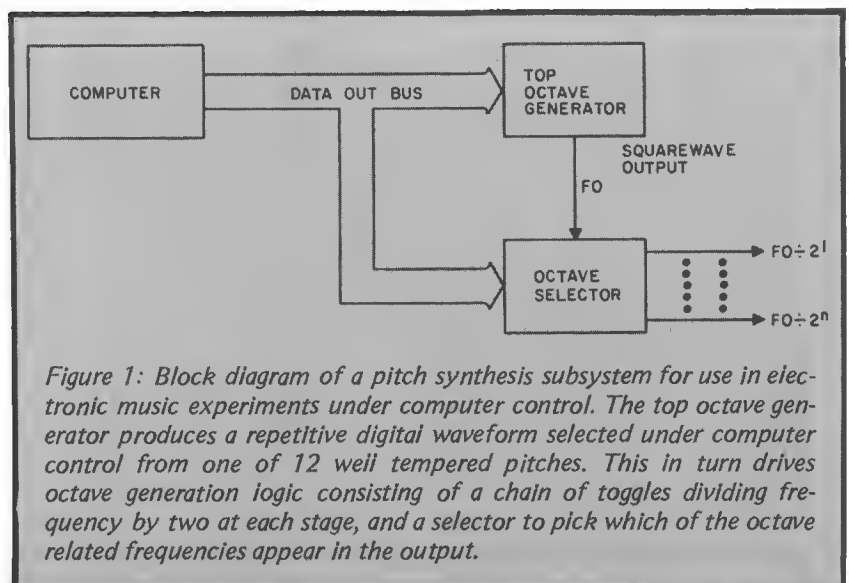 COMPUTER
DATA OUT BUS
TOP
OCTAVE
GENERATOR
SQUAREWAVE
OUTPUT
FO
OCTAVE
SELECTOR
FO÷2¹
FO÷2ⁿ
Figure 1: Block diagram of a pitch synthesis subsystem for use in elec-
tronic music experiments under computer control. The top octave gen-
erator produces a repetitive digital waveform selected under computer
control from one of 12 well tempered pitches. This in turn drives
octave generation logic consisting of a chain of toggles dividing fre-
quency by two at each stage, and a selector to pick which of the octave
related frequencies appear in the output.